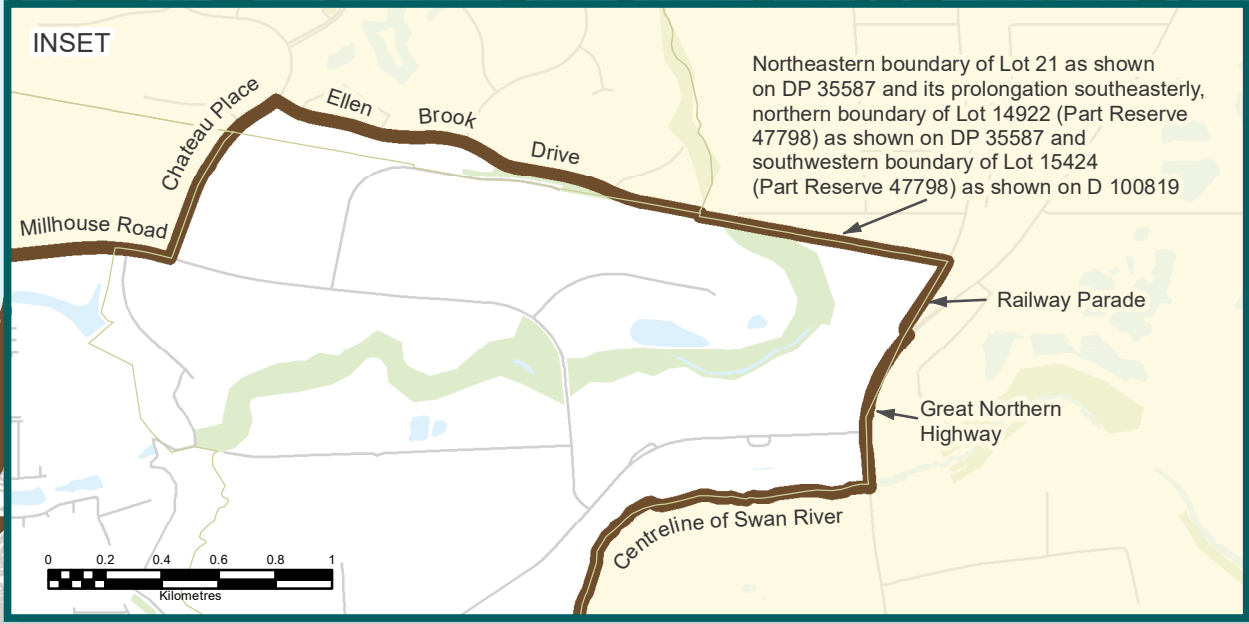 INSET
Northeastern boundary of Lot 21 as shown
on DP 35587 and its prolongation southeasterly,
northern boundary of Lot 14922 (Part Reserve
47798) as shown on DP 35587 and
southwestern boundary of Lot 15424
(Part Reserve 47798) as shown on D 100819
Chateau Place
Ellen Brook Drive
Millhouse Road
Railway Parade
Great Northern
Highway
Centreline of Swan River
0 0.2 0.4 0.6 0.8 1
Kilometres